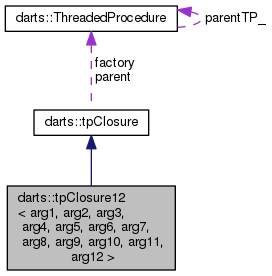 darts::ThreadedProcedure
parentTP_
factory
parent
darts::tpClosure
darts::tpClosure12
< arg1, arg2, arg3,
arg4, arg5, arg6, arg7,
arg8, arg9, arg10, arg11,
arg12 >